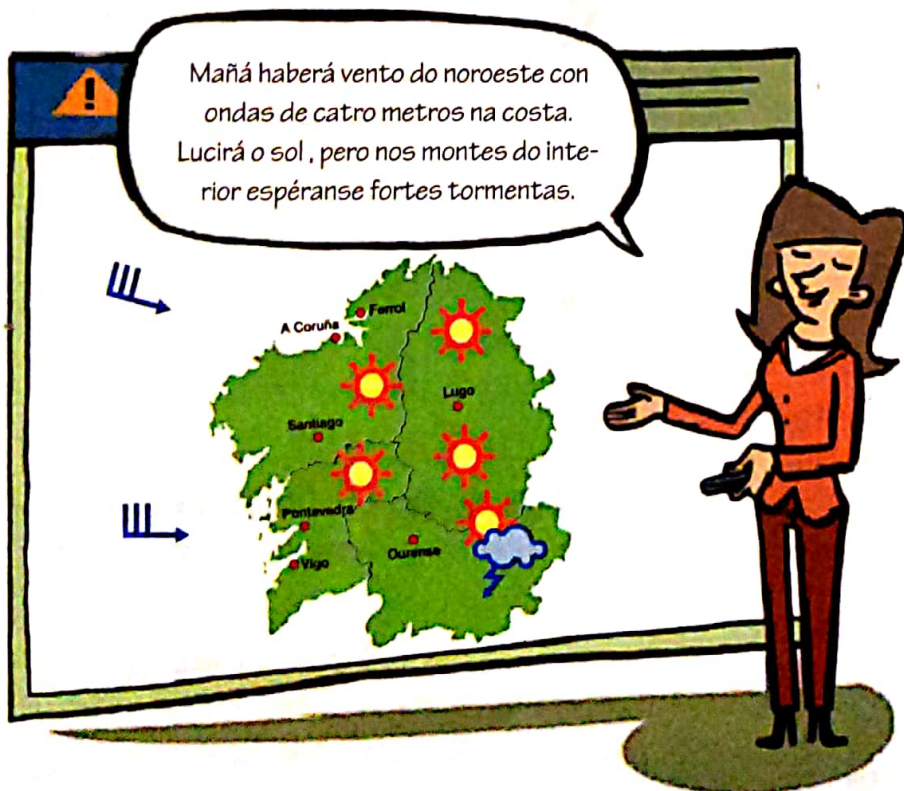 Mañá haberá vento do noroeste con
ondas de catro metros na costa.
Lucirá o sol, pero nos montes do inte-
rior espéranse fortes tormentas.
Ferrol
A Coruña
Lugo
Santiago
Pontevedra
Ourense
Vigo